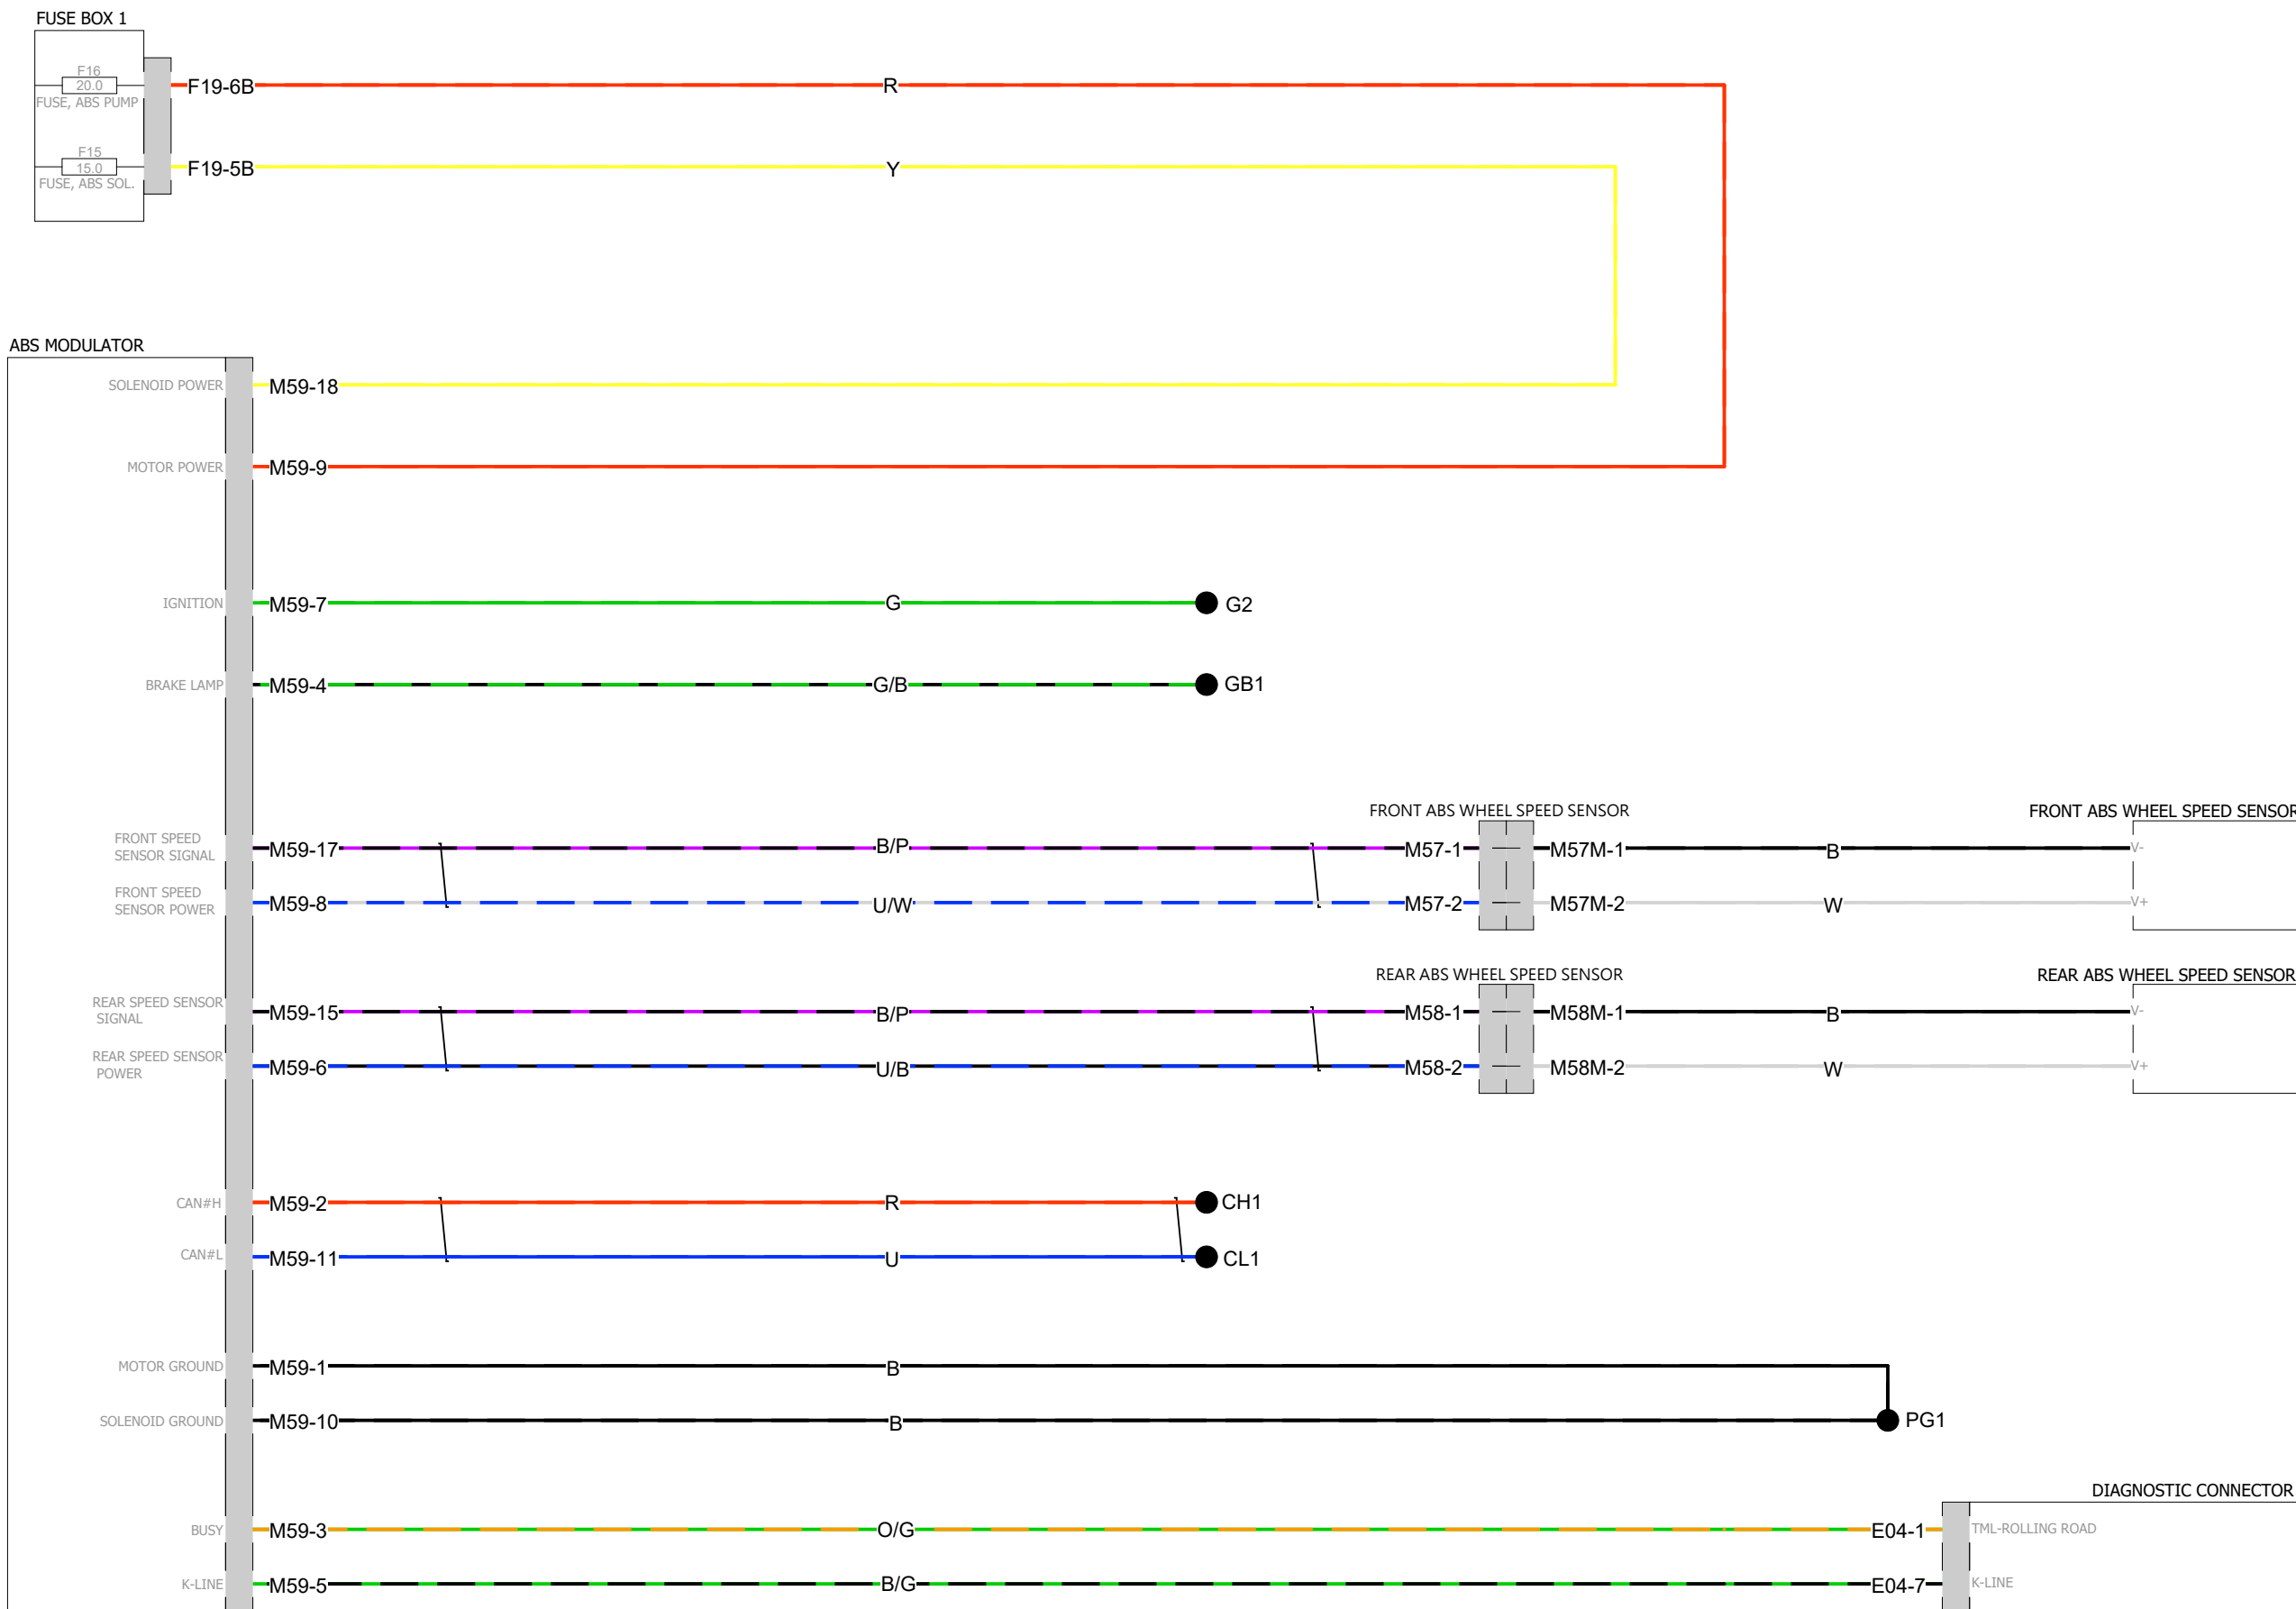 FUSE BOX 1
F16
20.0
FUSE, ABS PUMP
F19-6B
R
F15
15.0
FUSE, ABS SOL.
F19-5B
Y
ABS MODULATOR
SOLENOID POWER
M59-18
MOTOR POWER
M59-9
IGNITION
M59-7
G
G2
BRAKE LAMP
M59-4
G/B
GB1
FRONT ABS WHEEL SPEED SENSOR
FRONT ABS WHEEL SPEED SENSOR
FRONT SPEED
SENSOR SIGNAL
M59-17
B/P
M57-1
M57M-1
B
V-
FRONT SPEED
SENSOR POWER
M59-8
U/W
M57-2
M57M-2
W
V+
REAR ABS WHEEL SPEED SENSOR
REAR ABS WHEEL SPEED SENSOR
REAR SPEED SENSOR
SIGNAL
M59-15
B/P
M58-1
M58M-1
B
V-
REAR SPEED SENSOR
POWER
M59-6
U/B
M58-2
M58M-2
W
V+
CAN#H
M59-2
R
CH1
CAN#L
M59-11
U
CL1
MOTOR GROUND
M59-1
B
SOLENOID GROUND
M59-10
B
PG1
DIAGNOSTIC CONNECTOR
BUSY
M59-3
O/G
E04-1
TML-ROLLING ROAD
K-LINE
M59-5
B/G
E04-7
K-LINE